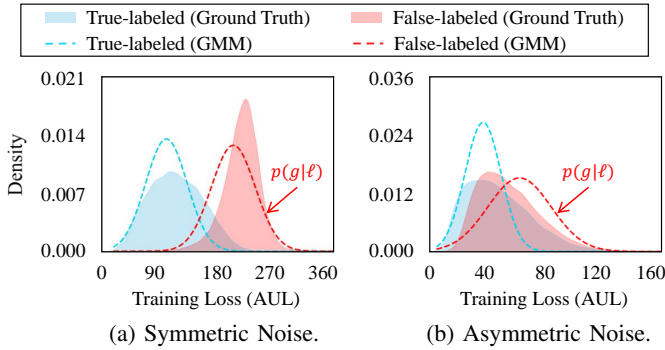 True-labeled (Ground Truth) False-labeled (Ground Truth)
True-labeled (GMM) False-labeled (GMM)
Density
0.021
0.014
0.007
0.000
p(g|ℓ)
0 90 180 270 360
Training Loss (AUL)
(a) Symmetric Noise.
0.036
0.024
0.012
0.000
p(g|ℓ)
0 40 80 120 160
Training Loss (AUL)
(b) Asymmetric Noise.